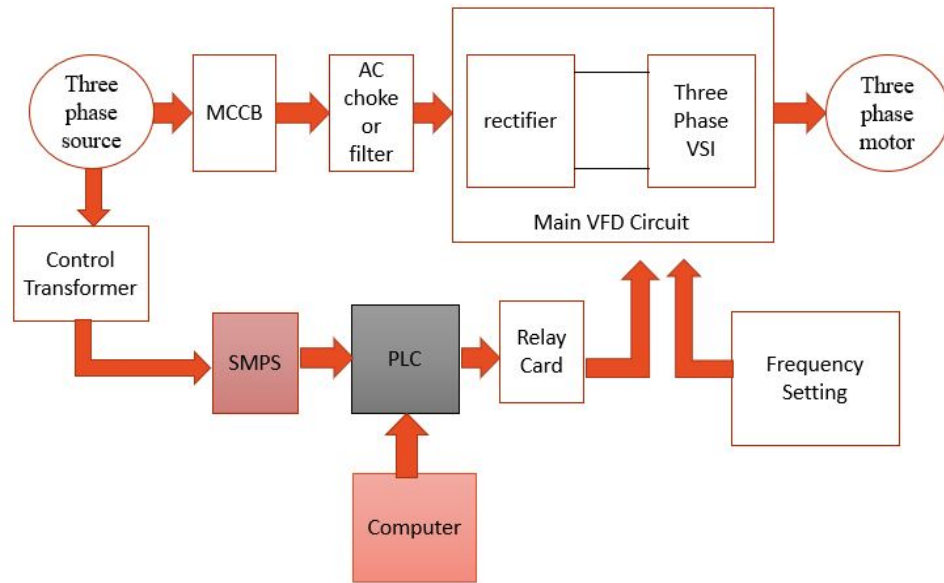 Three
phase
source
MCCB
AC
choke
or
filter
rectifier
Three
Phase
VSI
Main VFD Circuit
Three
phase
motor
Control
Transformer
SMPS
PLC
Relay
Card
Frequency
Setting
Computer